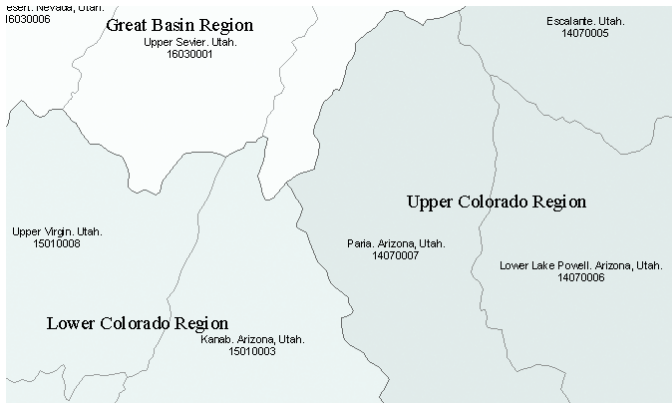 Nevada, Utah.
16030006
Great Basin Region
Upper Sevier. Utah.
16030001
Escalante. Utah.
14070005
Upper Colorado Region
Upper Virgin. Utah.
15010008
Paria. Arizona, Utah.
14070007
Lower Lake Powell. Arizona, Utah.
14070006
Lower Colorado Region
Kanab. Arizona, Utah.
15010003